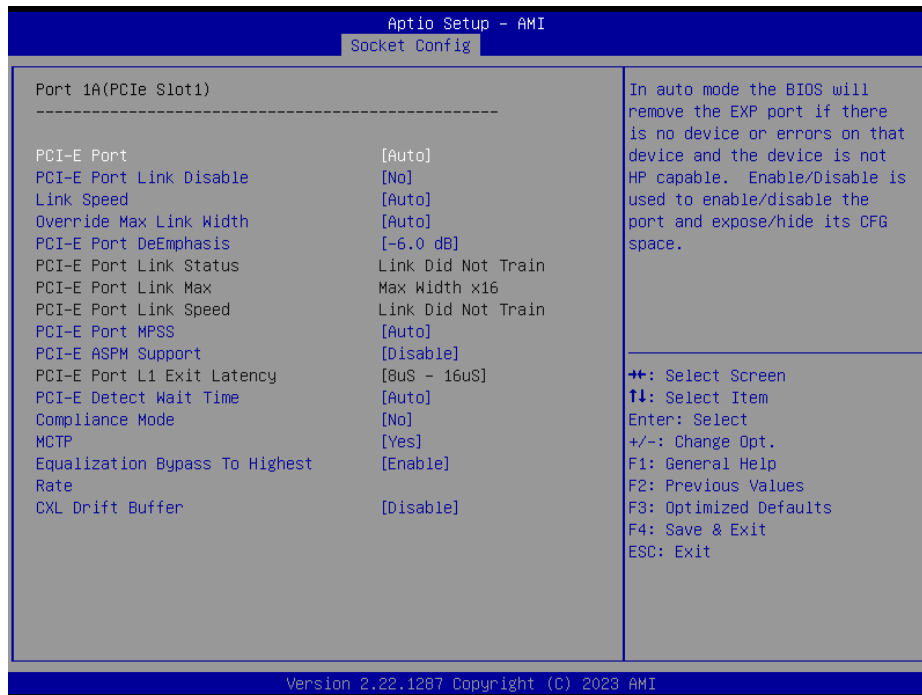 Aptio Setup – AMI
Socket Config
Port 1A(PCIe Slot1)
--------------------------------------------------
PCI-E Port [Auto]
PCI-E Port Link Disable [No]
Link Speed [Auto]
Override Max Link Width [Auto]
PCI-E Port DeEmphasis [-6.0 dB]
PCI-E Port Link Status Link Did Not Train
PCI-E Port Link Max Max Width x16
PCI-E Port Link Speed Link Did Not Train
PCI-E Port MPSS [Auto]
PCI-E ASPM Support [Disable]
PCI-E Port L1 Exit Latency [8uS - 16uS]
PCI-E Detect Wait Time [Auto]
Compliance Mode [No]
MCTP [Yes]
Equalization Bypass To Highest [Enable]
Rate
CXL Drift Buffer [Disable]
In auto mode the BIOS will
remove the EXP port if there
is no device or errors on that
device and the device is not
HP capable.  Enable/Disable is
used to enable/disable the
port and expose/hide its CFG
space.
→←: Select Screen
↑↓: Select Item
Enter: Select
+/-: Change Opt.
F1: General Help
F2: Previous Values
F3: Optimized Defaults
F4: Save & Exit
ESC: Exit
Version 2.22.1287 Copyright (C) 2023 AMI